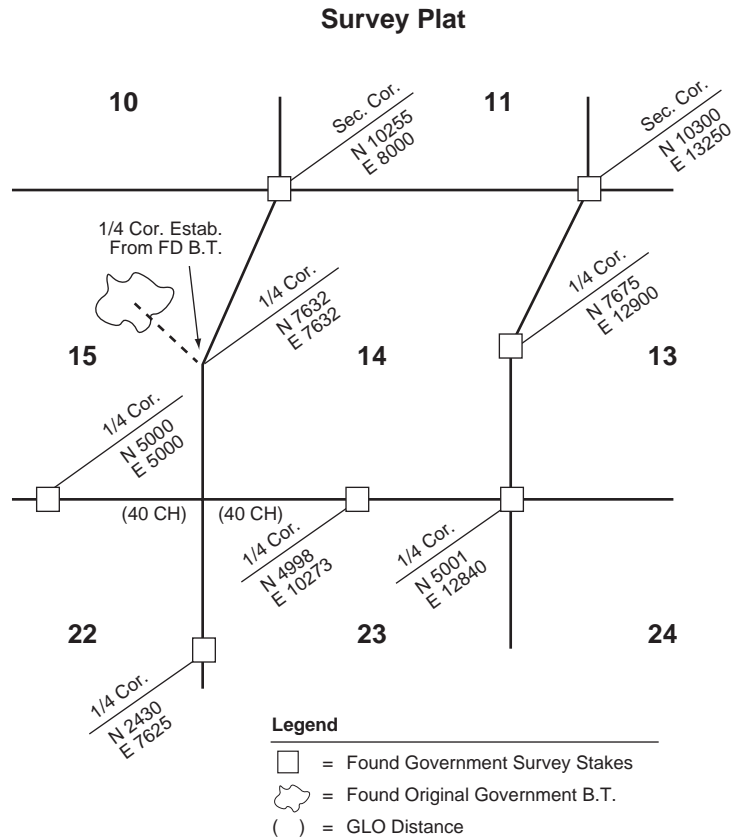 Survey Plat
10
11
Sec. Cor.
N 10255
E 8000
Sec. Cor.
N 10300
E 13250
1/4 Cor. Estab.
From FD B.T.
1/4 Cor.
N 7632
E 7632
1/4 Cor.
N 7675
E 12900
15
14
13
1/4 Cor.
N 5000
E 5000
(40 CH)
(40 CH)
1/4 Cor.
N 4998
E 10273
1/4 Cor.
N 5001
E 12840
22
23
24
1/4 Cor.
N 2430
E 7625
Legend
= Found Government Survey Stakes
= Found Original Government B.T.
( ) = GLO Distance